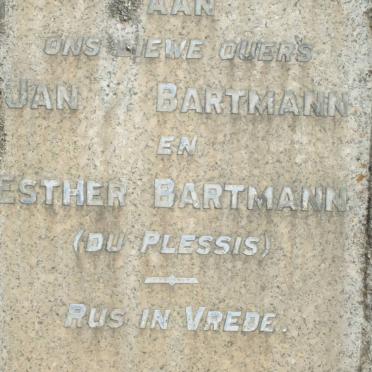 AAN
ONS LIEWE OUERS
JAN BARTMANN
EN
ESTHER BARTMANN
(DU PLESSIS)
RUS IN VREDE.